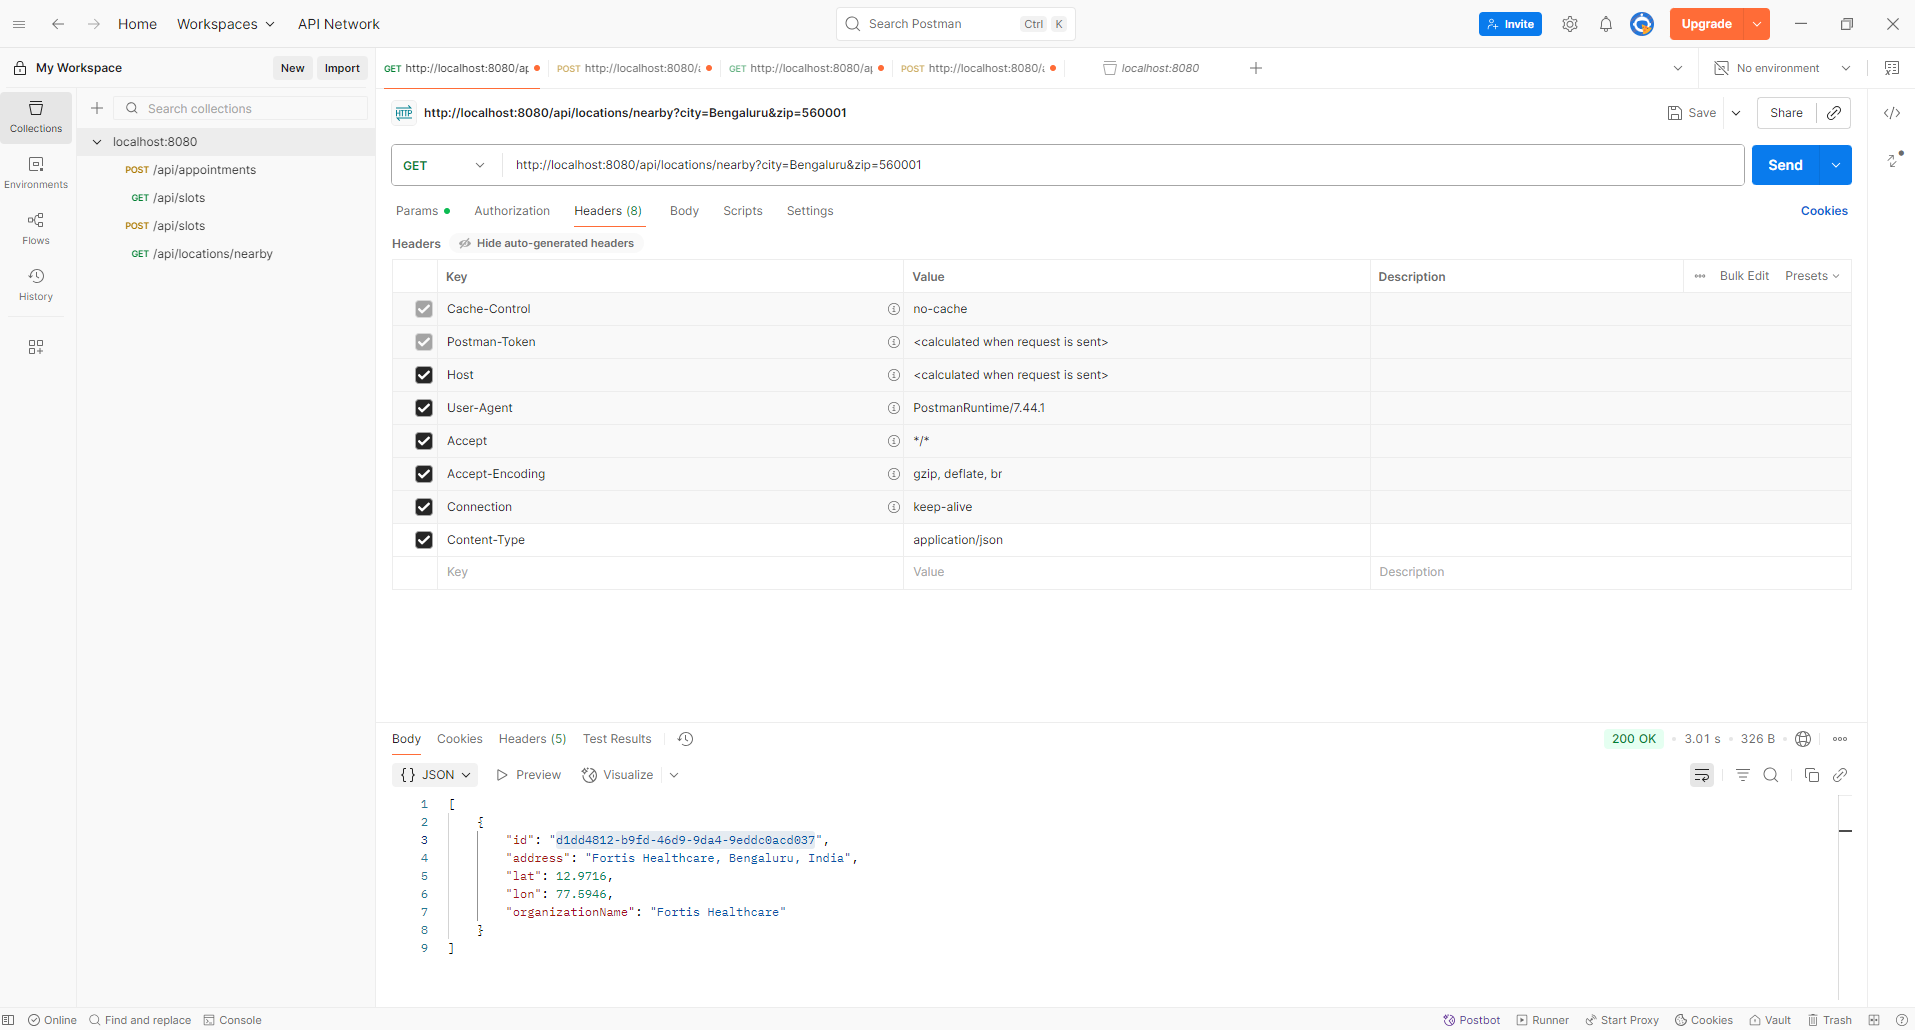 Home Workspaces API Network Search Postman Ctrl K Invite Upgrade
My Workspace New Import
GET http://localhost:8080/ap POST http://localhost:8080/a GET http://localhost:8080/ap POST http://localhost:8080/a localhost:8080 No environment
Search collections
Collections
Environments
Flows
History
localhost:8080
POST /api/appointments
GET /api/slots
POST /api/slots
GET /api/locations/nearby
HTTP http://localhost:8080/api/locations/nearby?city=Bengaluru&zip=560001 Save Share
GET http://localhost:8080/api/locations/nearby?city=Bengaluru&zip=560001 Send
Params Authorization Headers (8) Body Scripts Settings Cookies
Headers Hide auto-generated headers
Key Value Description Bulk Edit Presets
Cache-Control no-cache
Postman-Token <calculated when request is sent>
Host <calculated when request is sent>
User-Agent PostmanRuntime/7.44.1
Accept */*
Accept-Encoding gzip, deflate, br
Connection keep-alive
Content-Type application/json
Key Value Description
Body Cookies Headers (5) Test Results 200 OK 3.01 s 326 B
{} JSON Preview Visualize
1 [
2 {
3 "id": "d1dd4812-b9fd-46d9-9da4-9eddc0acd037",
4 "address": "Fortis Healthcare, Bengaluru, India",
5 "lat": 12.9716,
6 "lon": 77.5946,
7 "organizationName": "Fortis Healthcare"
8 }
9 ]
Online Find and replace Console Postbot Runner Start Proxy Cookies Vault Trash